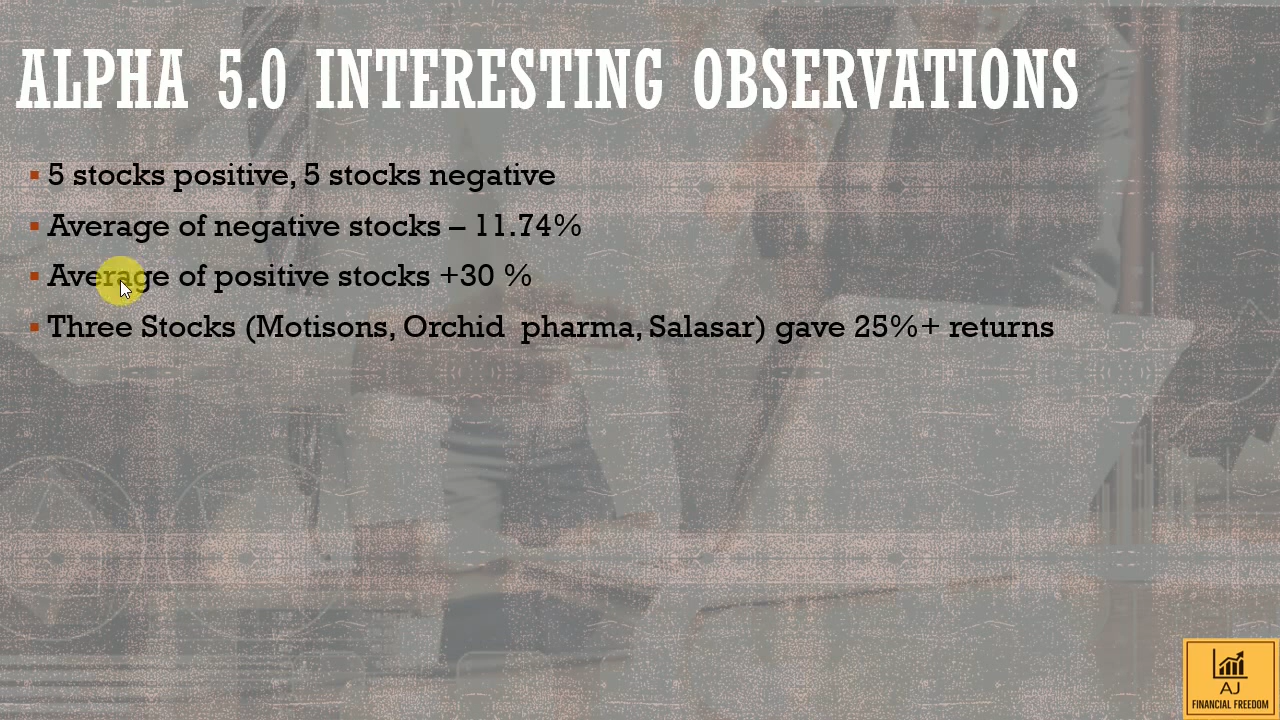 ALPHA 5.0 INTERESTING OBSERVATIONS
5 stocks positive, 5 stocks negative
Average of negative stocks – 11.74%
Average of positive stocks +30 %
Three Stocks (Motisons, Orchid pharma, Salasar) gave 25%+ returns
AJ
FINANCIAL FREEDOM